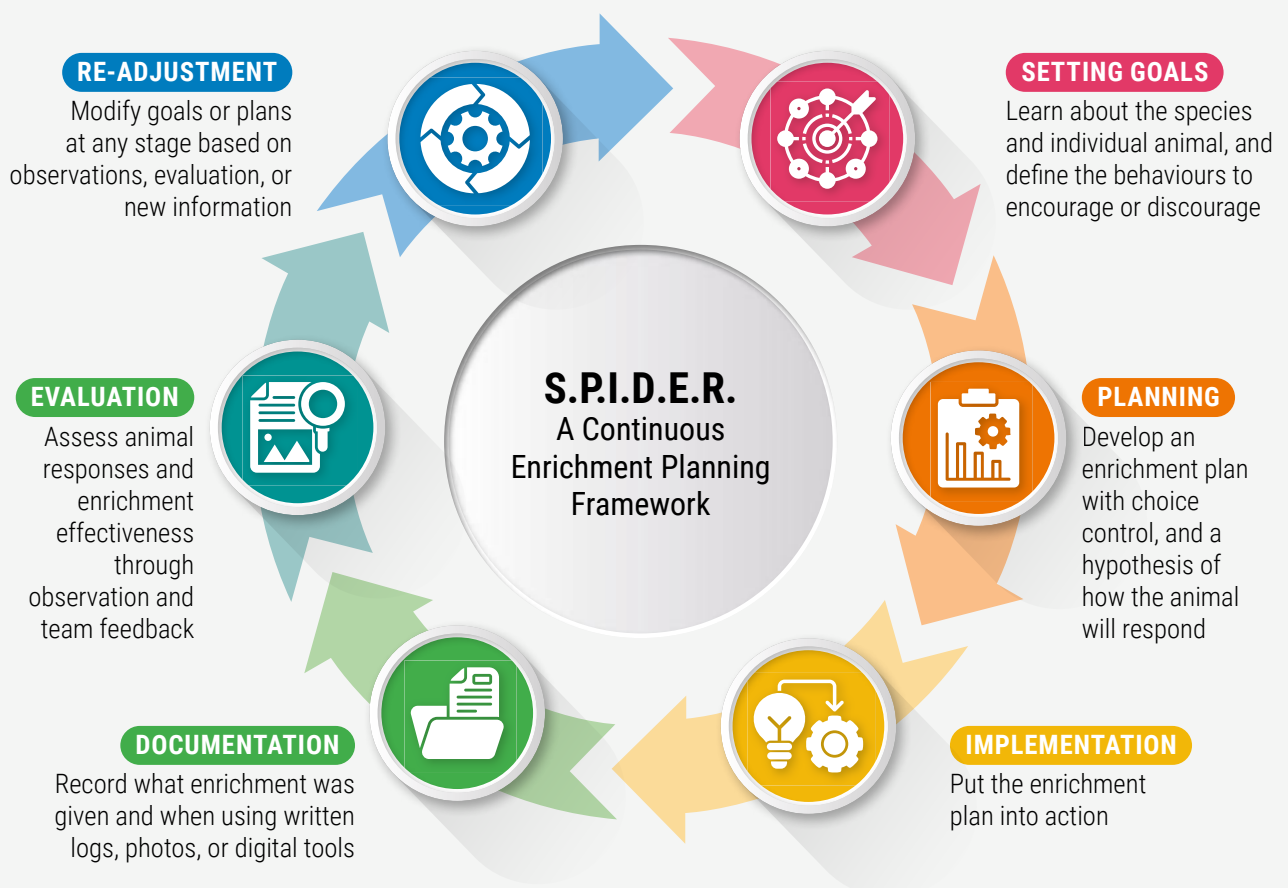 S.P.I.D.E.R.
A Continuous
Enrichment Planning
Framework
SETTING GOALS
Learn about the species
and individual animal, and
define the behaviours to
encourage or discourage
PLANNING
Develop an
enrichment plan
with choice
control, and a
hypothesis of
how the animal
will respond
IMPLEMENTATION
Put the enrichment
plan into action
DOCUMENTATION
Record what enrichment was
given and when using written
logs, photos, or digital tools
EVALUATION
Assess animal
responses and
enrichment
effectiveness
through
observation and
team feedback
RE-ADJUSTMENT
Modify goals or plans
at any stage based on
observations, evaluation, or
new information